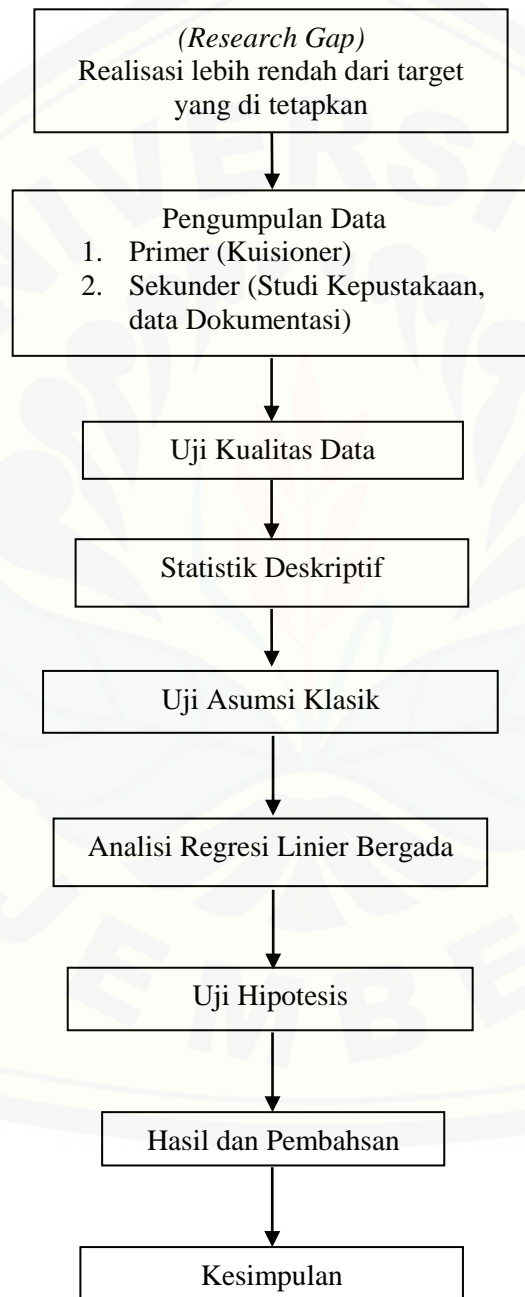 (Research Gap)
Realisasi lebih rendah dari target
yang di tetapkan
Pengumpulan Data
1. Primer (Kuisioner)
2. Sekunder (Studi Kepustakaan,
data Dokumentasi)
Uji Kualitas Data
Statistik Deskriptif
Uji Asumsi Klasik
Analisi Regresi Linier Bergada
Uji Hipotesis
Hasil dan Pembahsan
Kesimpulan